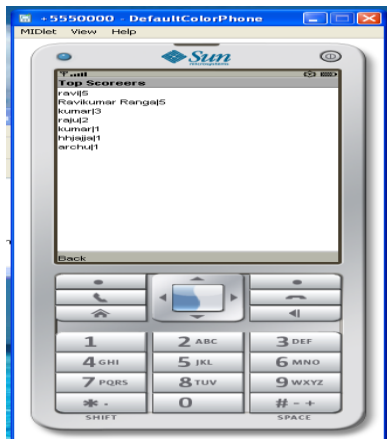 +5550000 - DefaultColorPhone
MIDlet View Help
Sun
microsystems
Top Scoreers
ravi|5
Ravikumar Ranga|5
kumar|3
raju|2
kumar|1
hhjajja|1
archu|1
Back
1 2 ABC 3 DEF
4 GHI 5 JKL 6 MNO
7 PQRS 8 TUV 9 WXYZ
* . 0 # - +
SHIFT SPACE